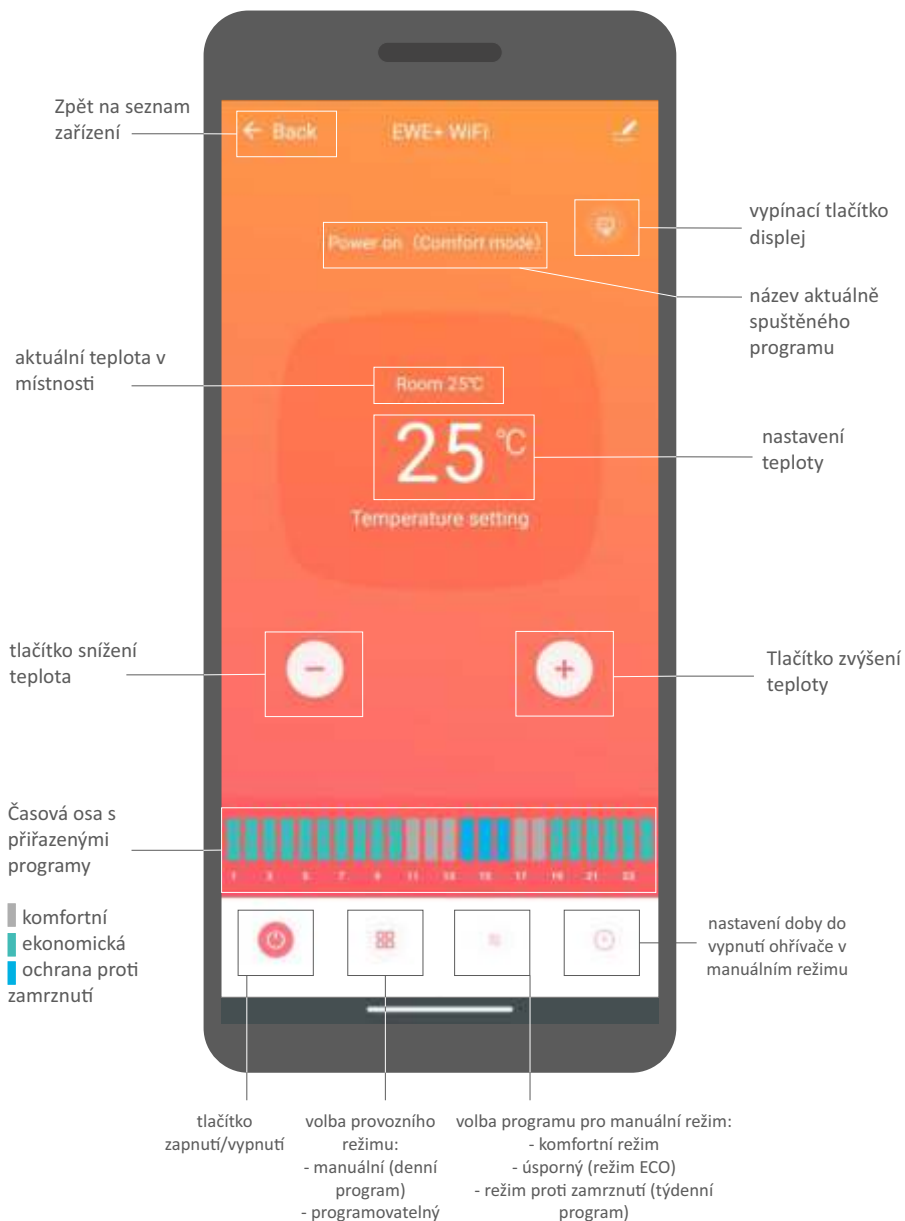 Zpět na seznam
zařízení
← Back
EWE+ WiFi
vypínací tlačítko
displej
Power on (Comfort mode)
název aktuálně
spuštěného
programu
aktuální teplota v
místnosti
Room 25℃
25 ℃
nastavení
teploty
Temperature setting
tlačítko snížení
teplota
Tlačítko zvýšení
teploty
Časová osa s
přiřazenými
programy
1 3 5 7 9 11 13 15 17 19 21 23
komfortní
ekonomická
ochrana proti
zamrznutí
nastavení doby do
vypnutí ohřívače v
manuálním režimu
tlačítko
zapnutí/vypnutí
volba provozního
režimu:
- manuální (denní
program)
- programovatelný
volba programu pro manuální režim:
- komfortní režim
- úsporný (režim ECO)
- režim proti zamrznutí (týdenní
program)